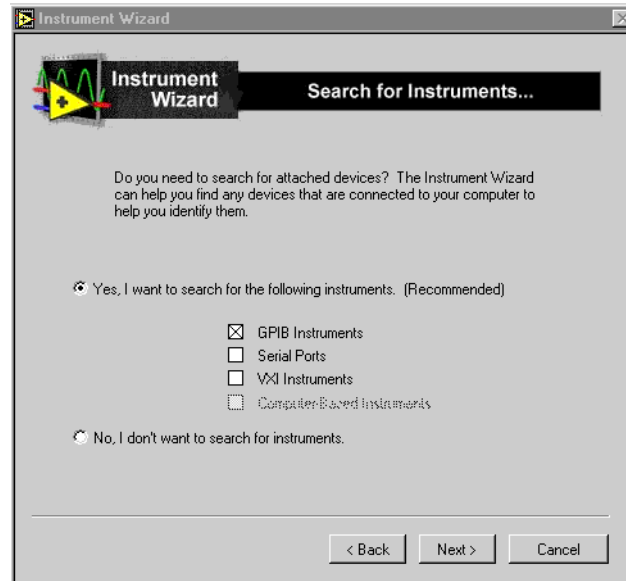 Instrument Wizard
Instrument
Wizard
Search for Instruments...
Do you need to search for attached devices? The Instrument Wizard
can help you find any devices that are connected to your computer to
help you identify them.
Yes, I want to search for the following instruments. (Recommended)
GPIB Instruments
Serial Ports
VXI Instruments
Computer-Based Instruments
No, I don't want to search for instruments.
< Back Next > Cancel